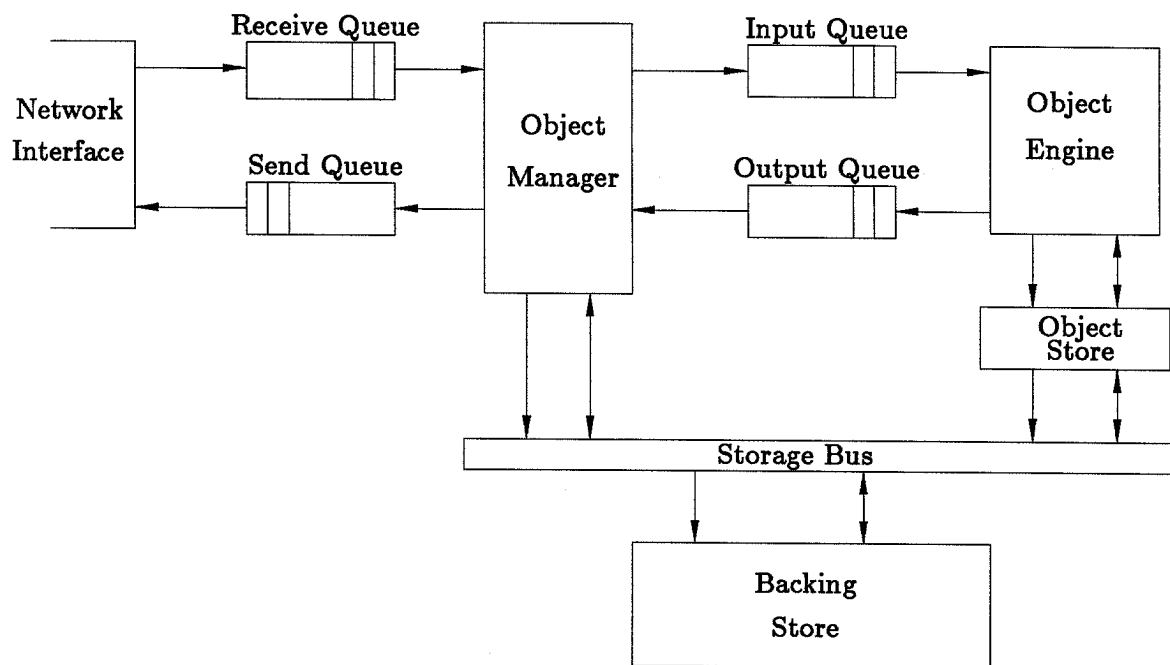 Receive Queue
Input Queue
Network
Interface
Object
Manager
Object
Engine
Send Queue
Output Queue
Object
Store
Storage Bus
Backing
Store